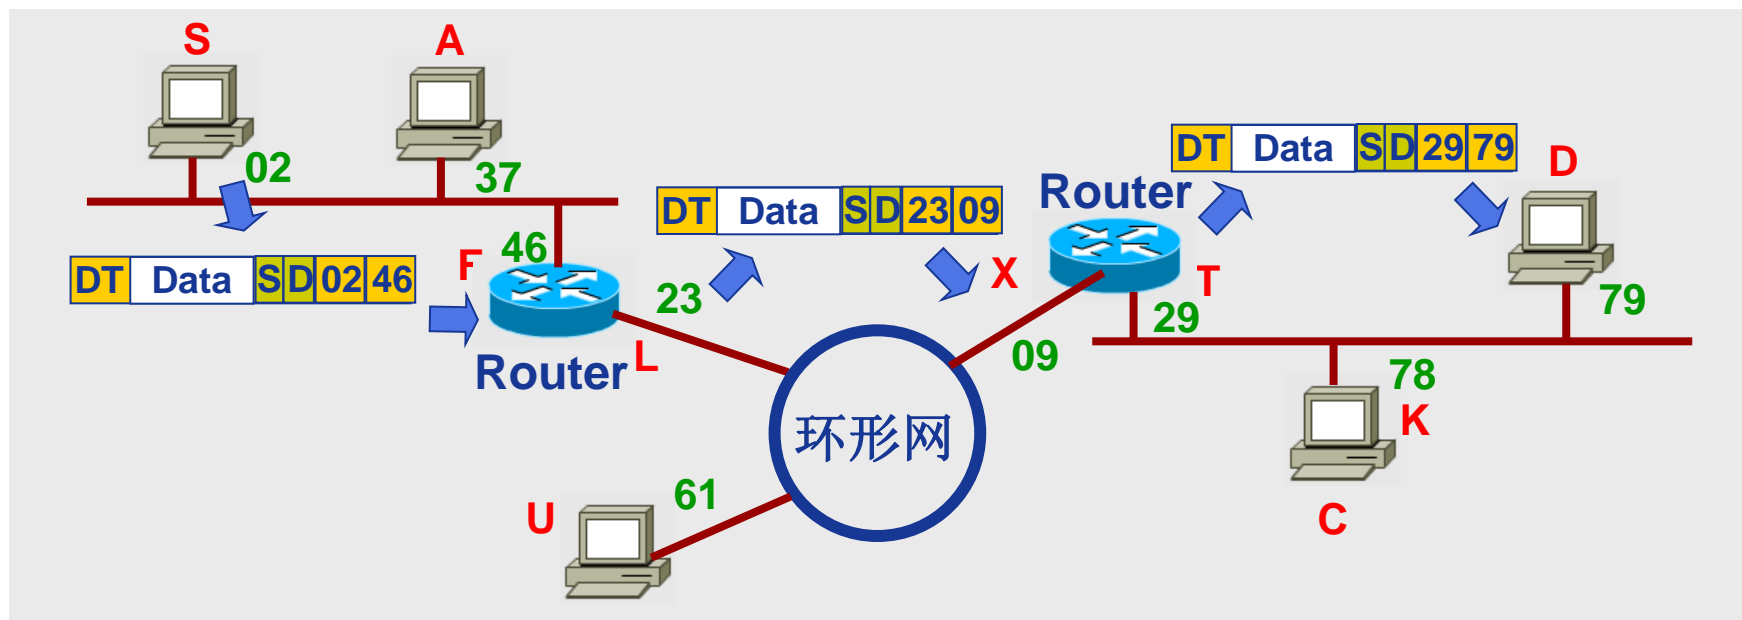 S
A
DT Data S D 29 79
D
02
37
Router
DT Data S D 23 09
F
46
X
T
DT Data S D 02 46
23
29
79
Router
L
09
78
环形网
K
61
U
C